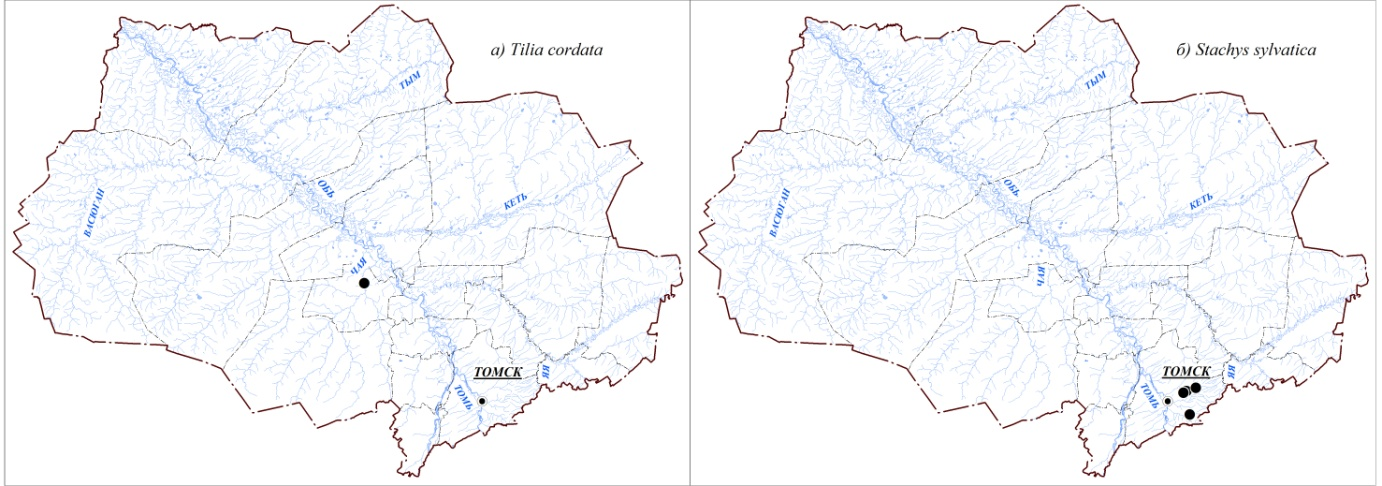 а) Tilia cordata
ТЫМ
ВАСЮГАН
ОБЬ
КЕТЬ
ЧАЯ
ТОМСК
ТОМЬ
ЯЯ
б) Stachys sylvatica
ТЫМ
ВАСЮГАН
ОБЬ
КЕТЬ
ЧАЯ
ТОМСК
ТОМЬ
ЯЯ